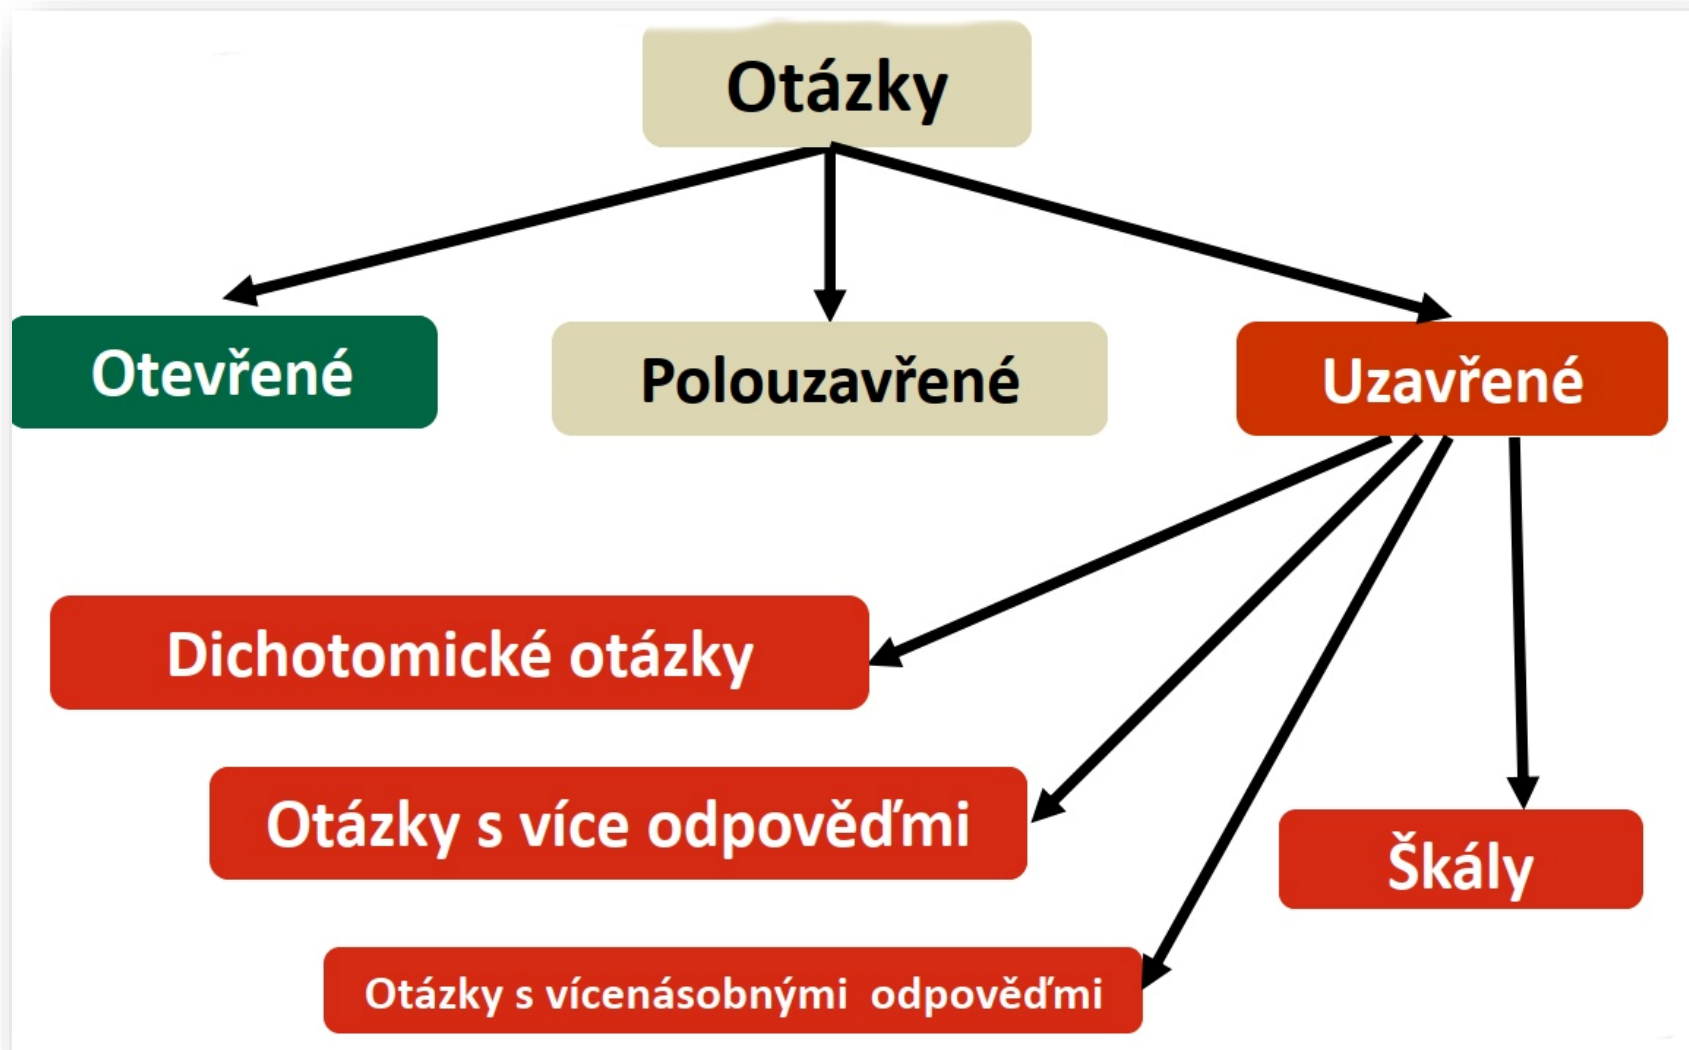 Otázky
Otevřené
Polouzavřené
Uzavřené
Dichotomické otázky
Otázky s více odpověďmi
Škály
Otázky s vícenásobnými odpověďmi